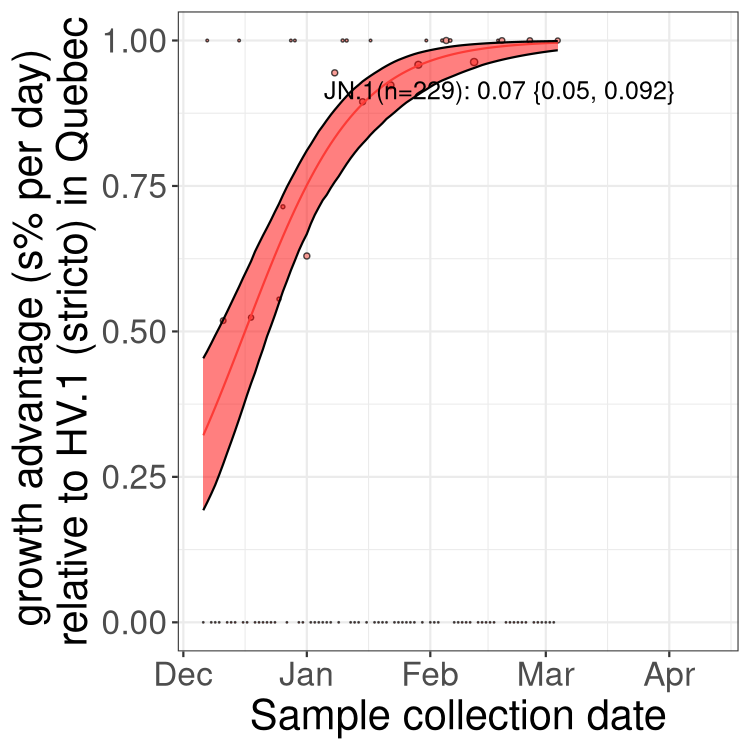 growth advantage (s% per day)
relative to HV.1 (stricto) in Quebec
1.00
0.75
0.50
0.25
0.00
JN.1(n=229): 0.07 {0.05, 0.092}
Dec Jan Feb Mar Apr
Sample collection date